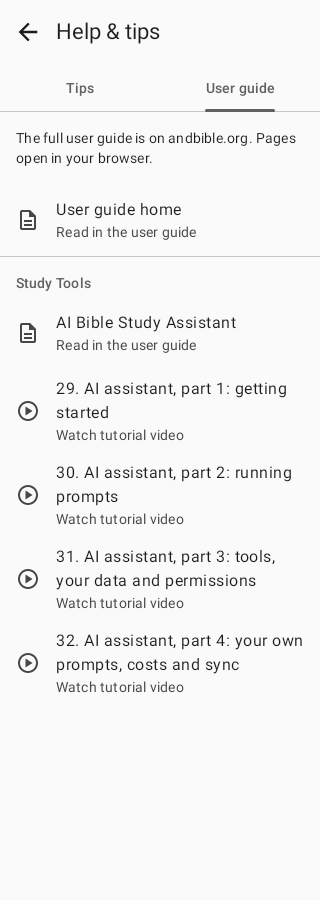 Help & tips
Tips
User guide
The full user guide is on andbible.org. Pages
open in your browser.
User guide home
Read in the user guide
Study Tools
AI Bible Study Assistant
Read in the user guide
29. AI assistant, part 1: getting
started
Watch tutorial video
30. AI assistant, part 2: running
prompts
Watch tutorial video
31. AI assistant, part 3: tools,
your data and permissions
Watch tutorial video
32. AI assistant, part 4: your own
prompts, costs and sync
Watch tutorial video